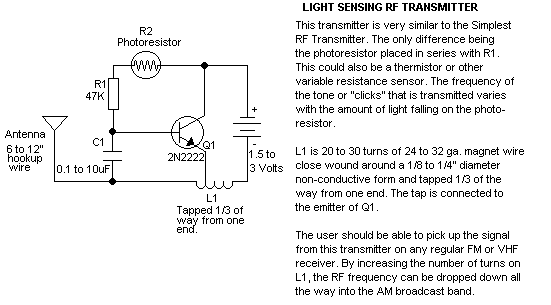 LIGHT SENSING RF TRANSMITTER
This transmitter is very similar to the Simplest
RF Transmitter. The only difference being
the photoresistor placed in series with R1.
This could also be a thermistor or other
variable resistance sensor. The frequency of
the tone or "clicks" that is transmitted varies
with the amount of light falling on the photo-
resistor.
L1 is 20 to 30 turns of 24 to 32 ga. magnet wire
close wound around a 1/8 to 1/4" diameter
non-conductive form and tapped 1/3 of the
way from one end. The tap is connected to
the emitter of Q1.
The user should be able to pick up the signal
from this transmitter on any regular FM or VHF
receiver. By increasing the number of turns on
L1, the RF frequency can be dropped down all
the way into the AM broadcast band.
R2
Photoresistor
R1
47K
+
Antenna
6 to 12"
hookup
wire
C1
0.1 to 10uF
Q1
2N2222
-
1.5 to
3 Volts
L1
Tapped 1/3 of
way from one
end.